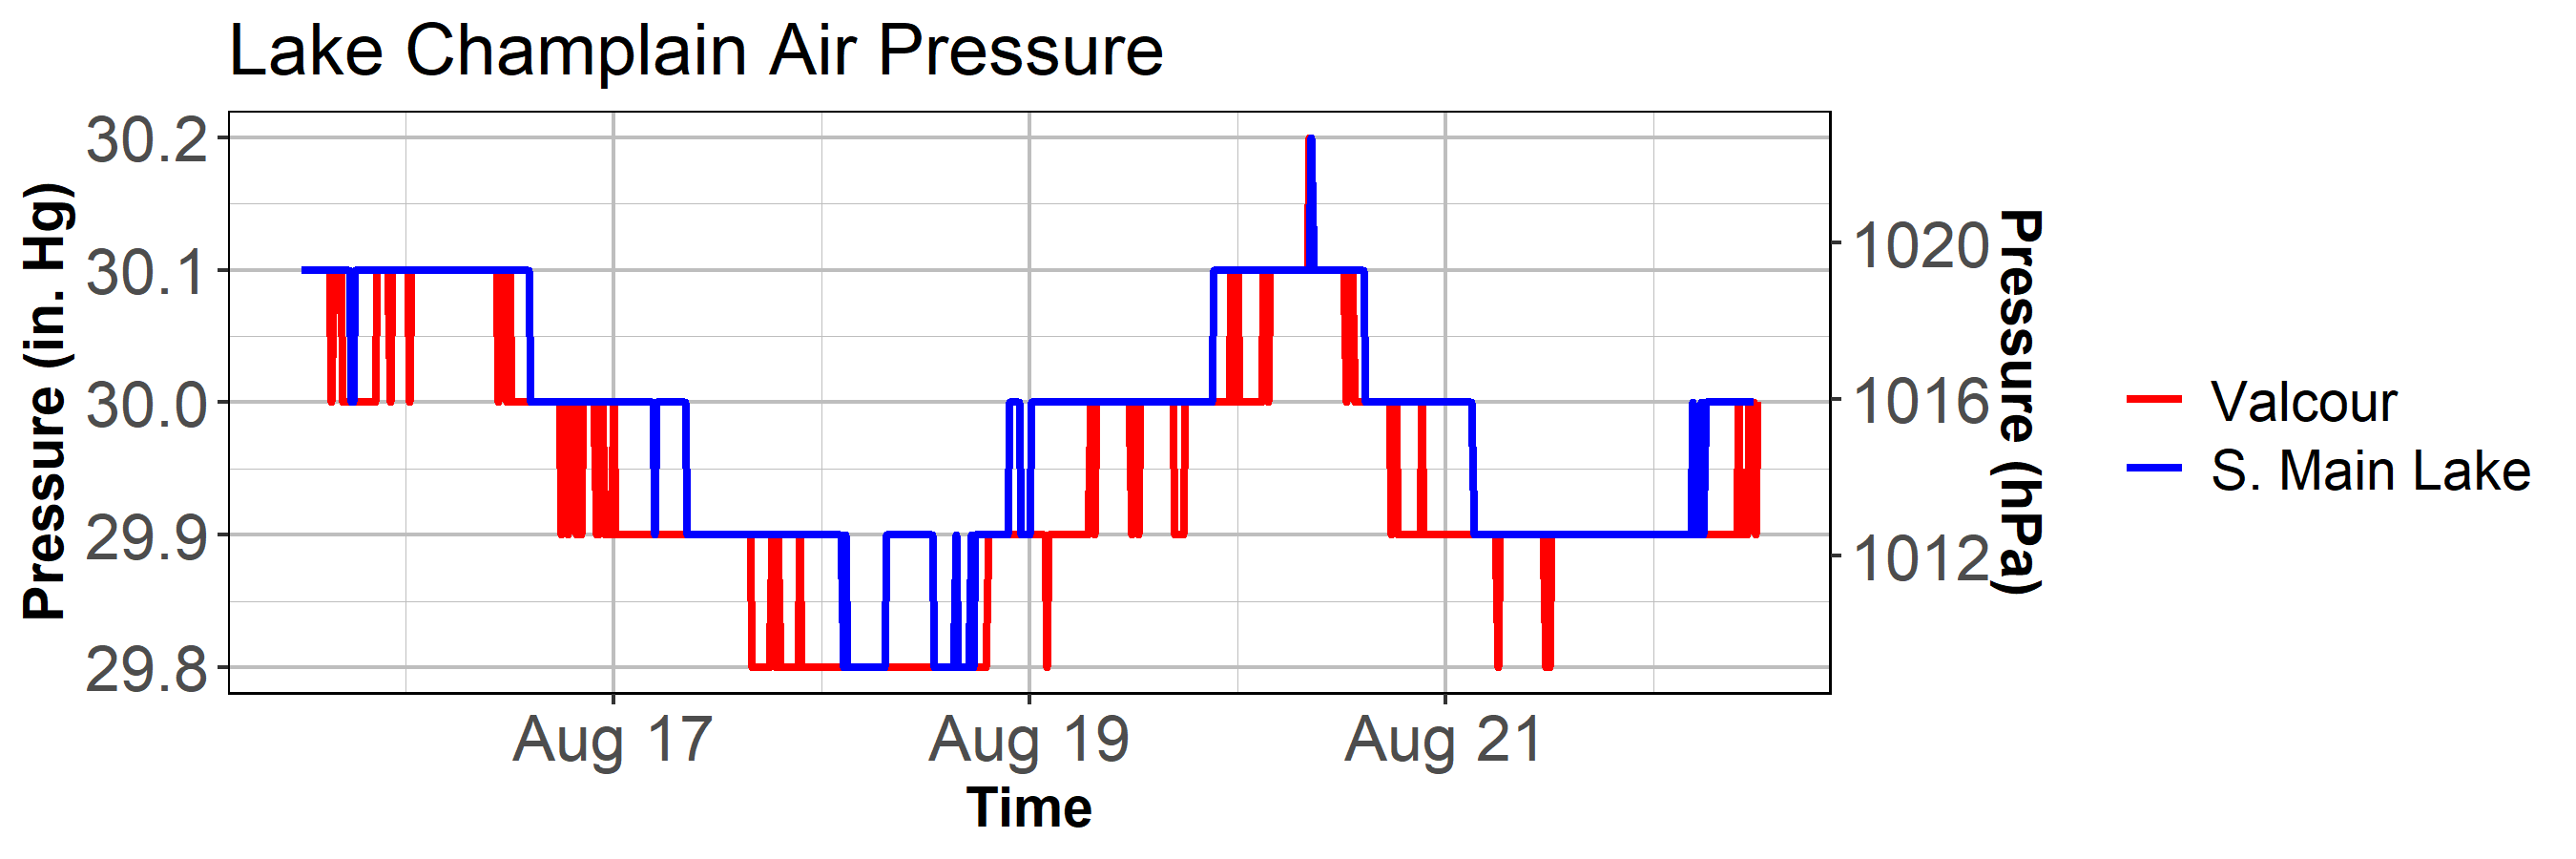 Lake Champlain Air Pressure
30.2
30.1
30.0
29.9
29.8
Pressure (in. Hg)
1020
1016
1012
Pressure (hPa)
Aug 17
Aug 19
Aug 21
Time
Valcour
S. Main Lake